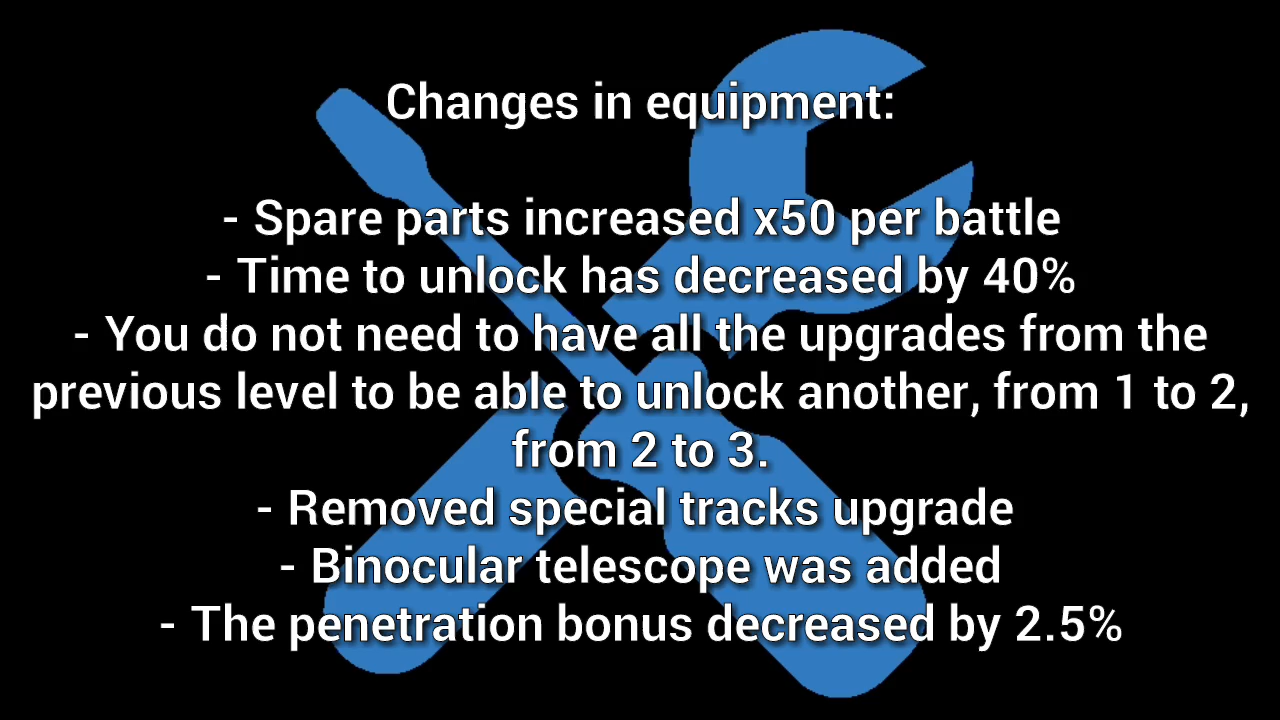 Changes in equipment:
- Spare parts increased x50 per battle
- Time to unlock has decreased by 40%
- You do not need to have all the upgrades from the
previous level to be able to unlock another, from 1 to 2,
from 2 to 3.
- Removed special tracks upgrade
- Binocular telescope was added
- The penetration bonus decreased by 2.5%